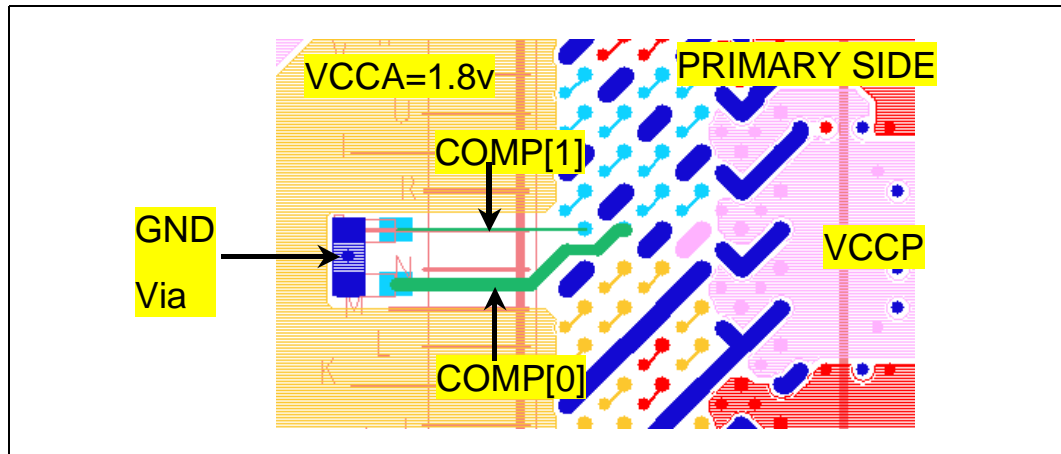 VCCA=1.8v
PRIMARY SIDE
COMP[1]
R
GND
Via
VCCP
N
M
L
K
COMP[0]